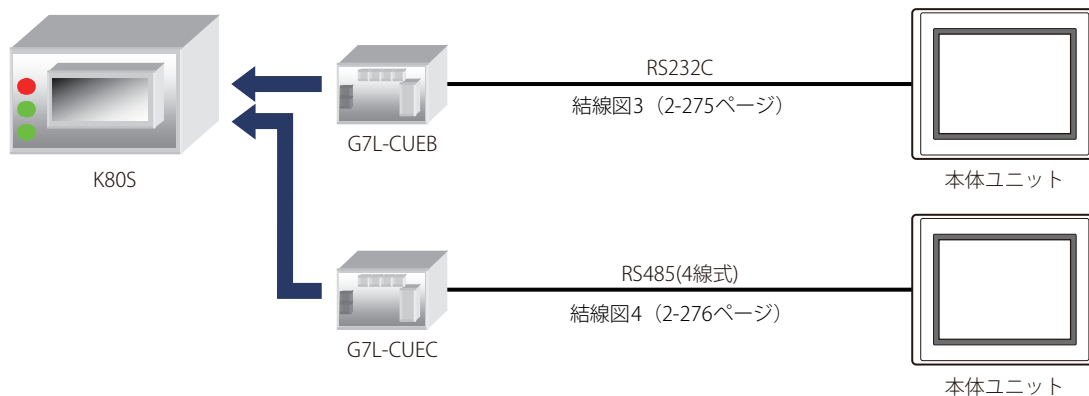 RS232C
結線図3（2-275ページ）
G7L-CUEB
K80S
本体ユニット
RS485(4線式)
結線図4（2-276ページ）
G7L-CUEC
本体ユニット